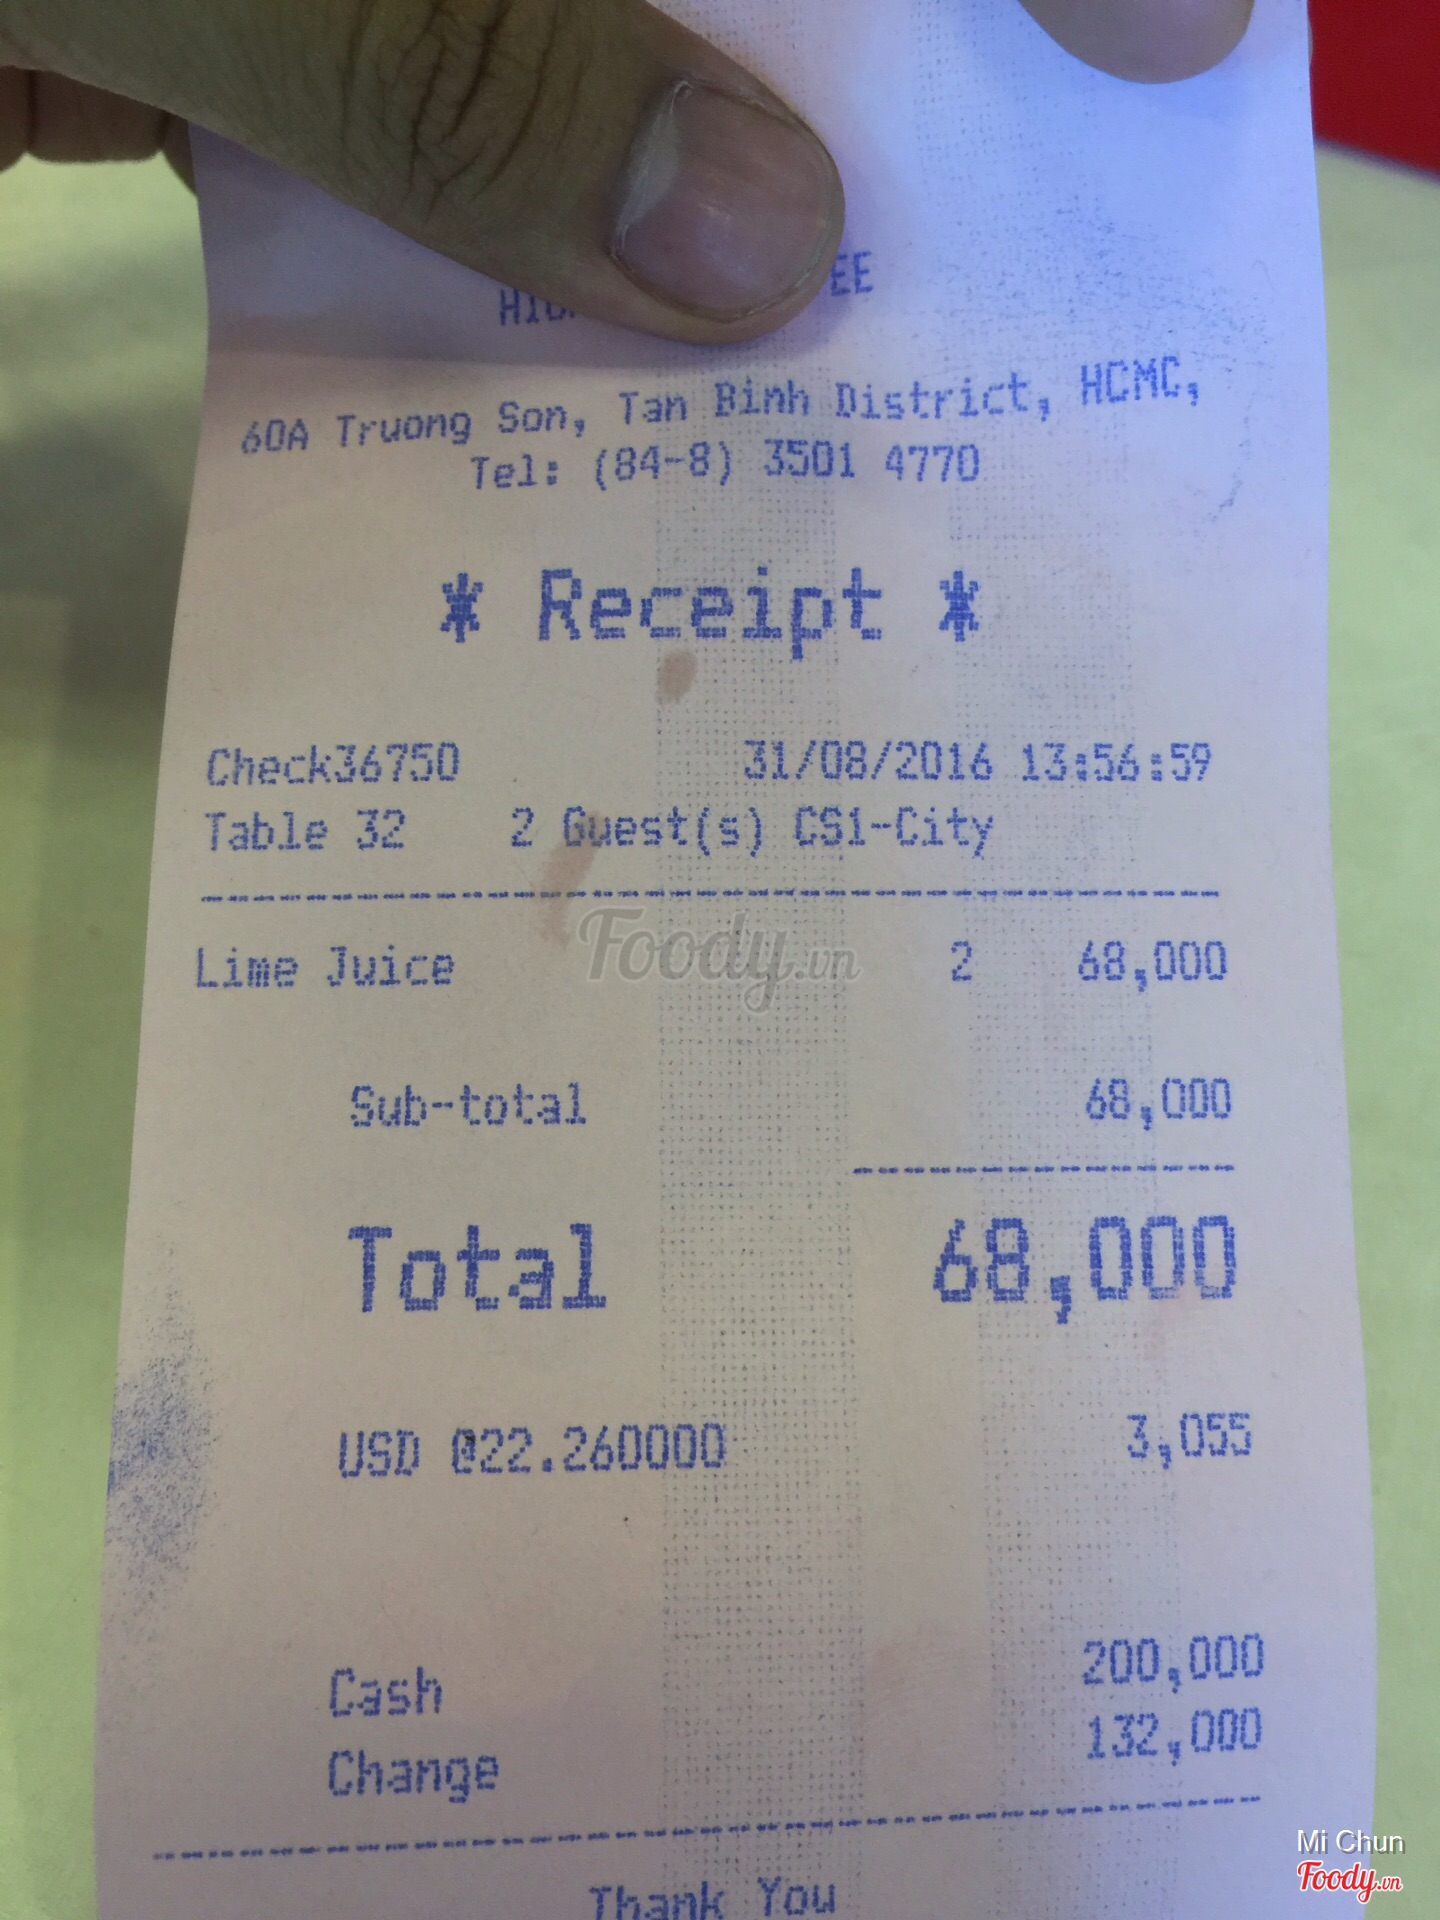 EE
60A Truong Son, Tan Binh District, HCMC,
Tel: (84-8) 3501 4770
* Receipt *
Check36750 31/08/2016 13:56:59
Table 32 2 Guest(s) CS1-City
Foody.vn
Lime Juice 2 68,000
Sub-total 68,000
Total 68,000
USD @22.260000 3,055
Cash 200,000
Change 132,000
Thank You
Mi Chun
Foody.vn